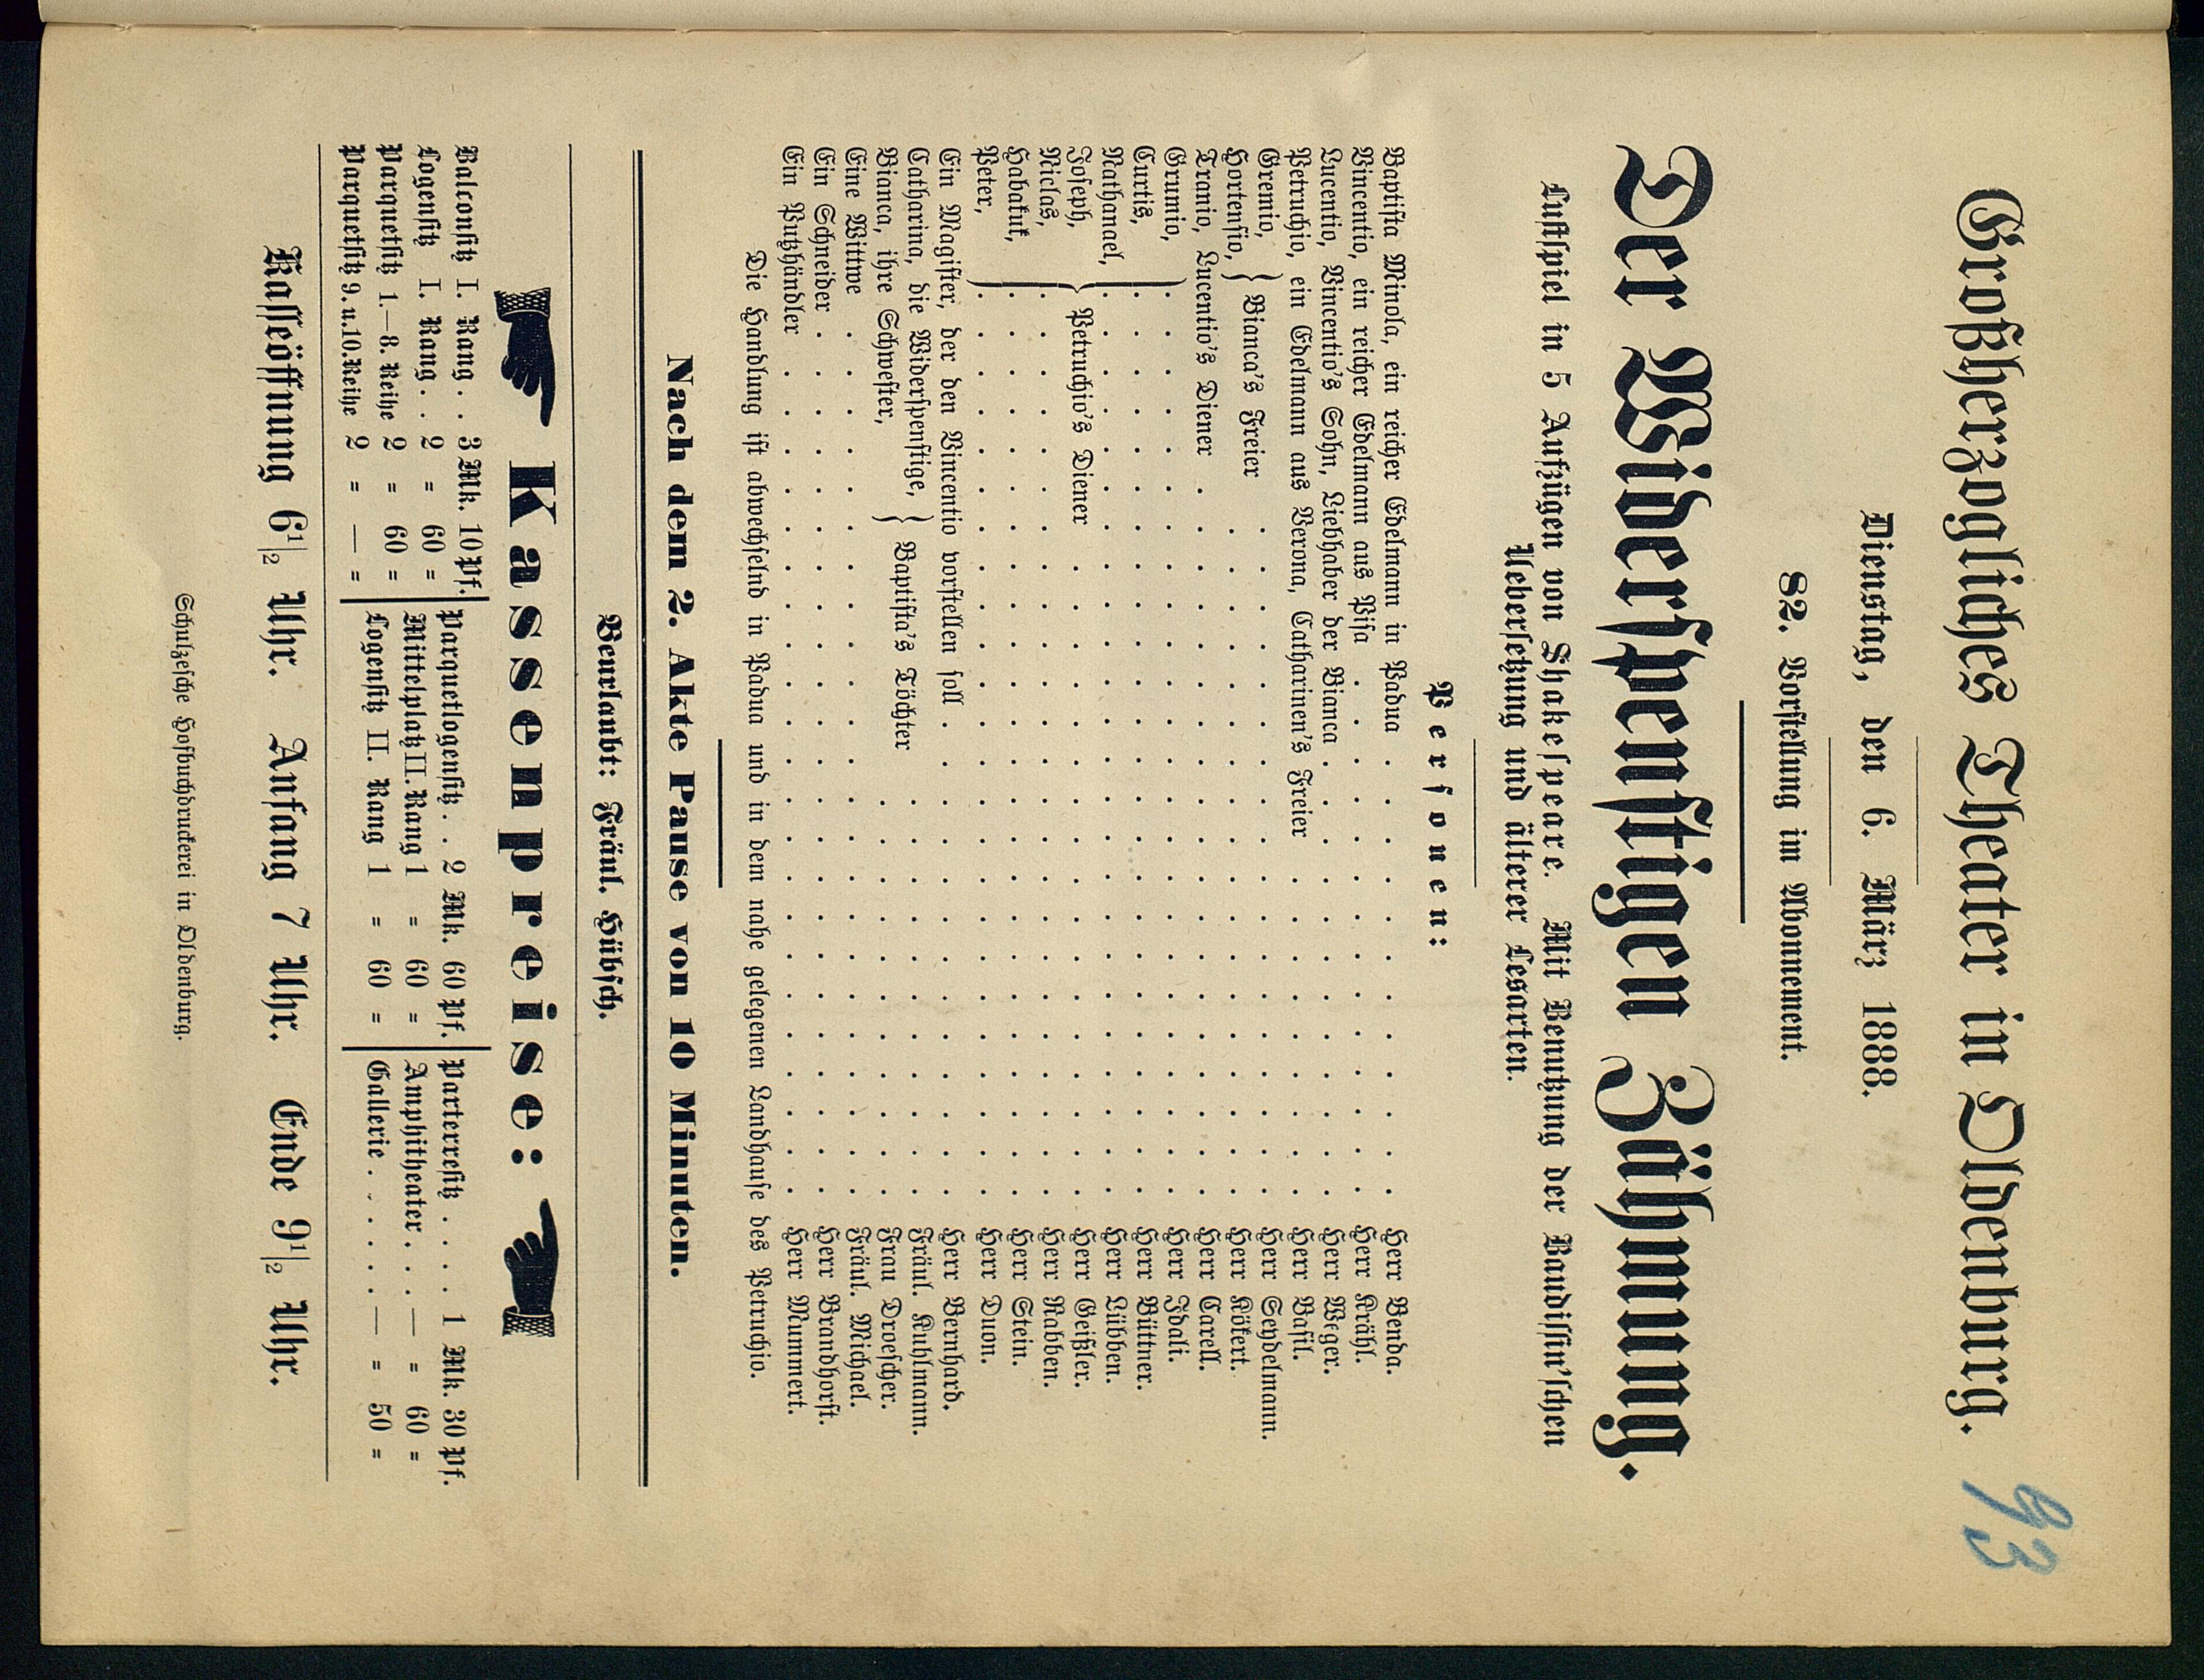 Großherzogliches Theater in Oldenburg. 93
Dienstag, den 6. März 1888.
82. Vorstellung im Abonnement.
Der Widerspenstigen Zähmung.
Lustspiel in 5 Aufzügen von Shakespeare. Mit Benutzung der Baudissin'schen
Uebersetzung und älterer Lesarten.
Personen:
Baptista Minola, ein reicher Edelmann in Padua . . . . . . . . . . . . Herr Benda.
Vincentio, ein reicher Edelmann aus Pisa . . . . . . . . . . . . . . Herr Krähl.
Lucentio, Vincentio's Sohn, Liebhaber der Bianca . . . . . . . . . . . . Herr Weger.
Petruchio, ein Edelmann aus Verona, Catharinen's Freier . . . . . . . . . . Herr Basil.
Gremio, } Bianca's Freier . . . . . . . . . . . . . . . . . . Herr Seydelmann.
Hortensio, . . . . . . . . . . . . . . . . . . Herr Kökert.
Tranio, Lucentio's Diener . . . . . . . . . . . . . . . . . . . Herr Carell.
Grumio, } . . . . . . . . . . . . . . . . . . . . . . . . Herr Idali.
Curtis, . . . . . . . . . . . . . . . . . . . . . . . . Herr Büttner.
Nathanael, . . . . . . . . . . . . . . . . . . . . . . . . Herr Lübben.
Joseph, Petruchio's Diener . . . . . . . . . . . . . . . . . Herr Geißler.
Niclas, . . . . . . . . . . . . . . . . . . . . . . . . Herr Rabben.
Habakuk, . . . . . . . . . . . . . . . . . . . . . . . . Herr Stein.
Peter, . . . . . . . . . . . . . . . . . . . . . . . . Herr Duon.
Ein Magister, der den Vincentio vorstellen soll . . . . . . . . . . . . . Herr Bernhard.
Catharina, die Widerspenstige, } Baptista's Töchter . . . . . . . . . . . Fräul. Kuhlmann.
Bianca, ihre Schwester, . . . . . . . . . . . Frau Droescher.
Eine Wittwe . . . . . . . . . . . . . . . . . . . . . . . Fräul. Michael.
Ein Schneider . . . . . . . . . . . . . . . . . . . . . . . Herr Brandhorst.
Ein Putzhändler . . . . . . . . . . . . . . . . . . . . . . Herr Mummert.
Die Handlung ist abwechselnd in Padua und in dem nahe gelegenen Landhause des Petruchio.
Nach dem 2. Akte Pause von 10 Minuten.
Beurlaubt: Fräul. Hübsch.
Kassenpreise:
Balconsitz I. Rang . . 3 Mk. 10 Pf.
Logensitz I. Rang . . 2 = 60 =
Parquetsitz 1.—8. Reihe 2 = 60 =
Parquetsitz 9. u. 10. Reihe 2 = — =
Parquetlogensitz . . 2 Mk. 60 Pf.
Mittelplatz II. Rang 1 = 60 =
Logensitz II. Rang 1 = 60 =
Parterresitz . . . . 1 Mk. 30 Pf.
Amphitheater . . . — = 60 =
Gallerie . . . . . — = 50 =
Kasseöffnung 6 1/2 Uhr. Anfang 7 Uhr. Ende 9 1/2 Uhr.
Schulzesche Hofbuchdruckerei in Oldenburg.